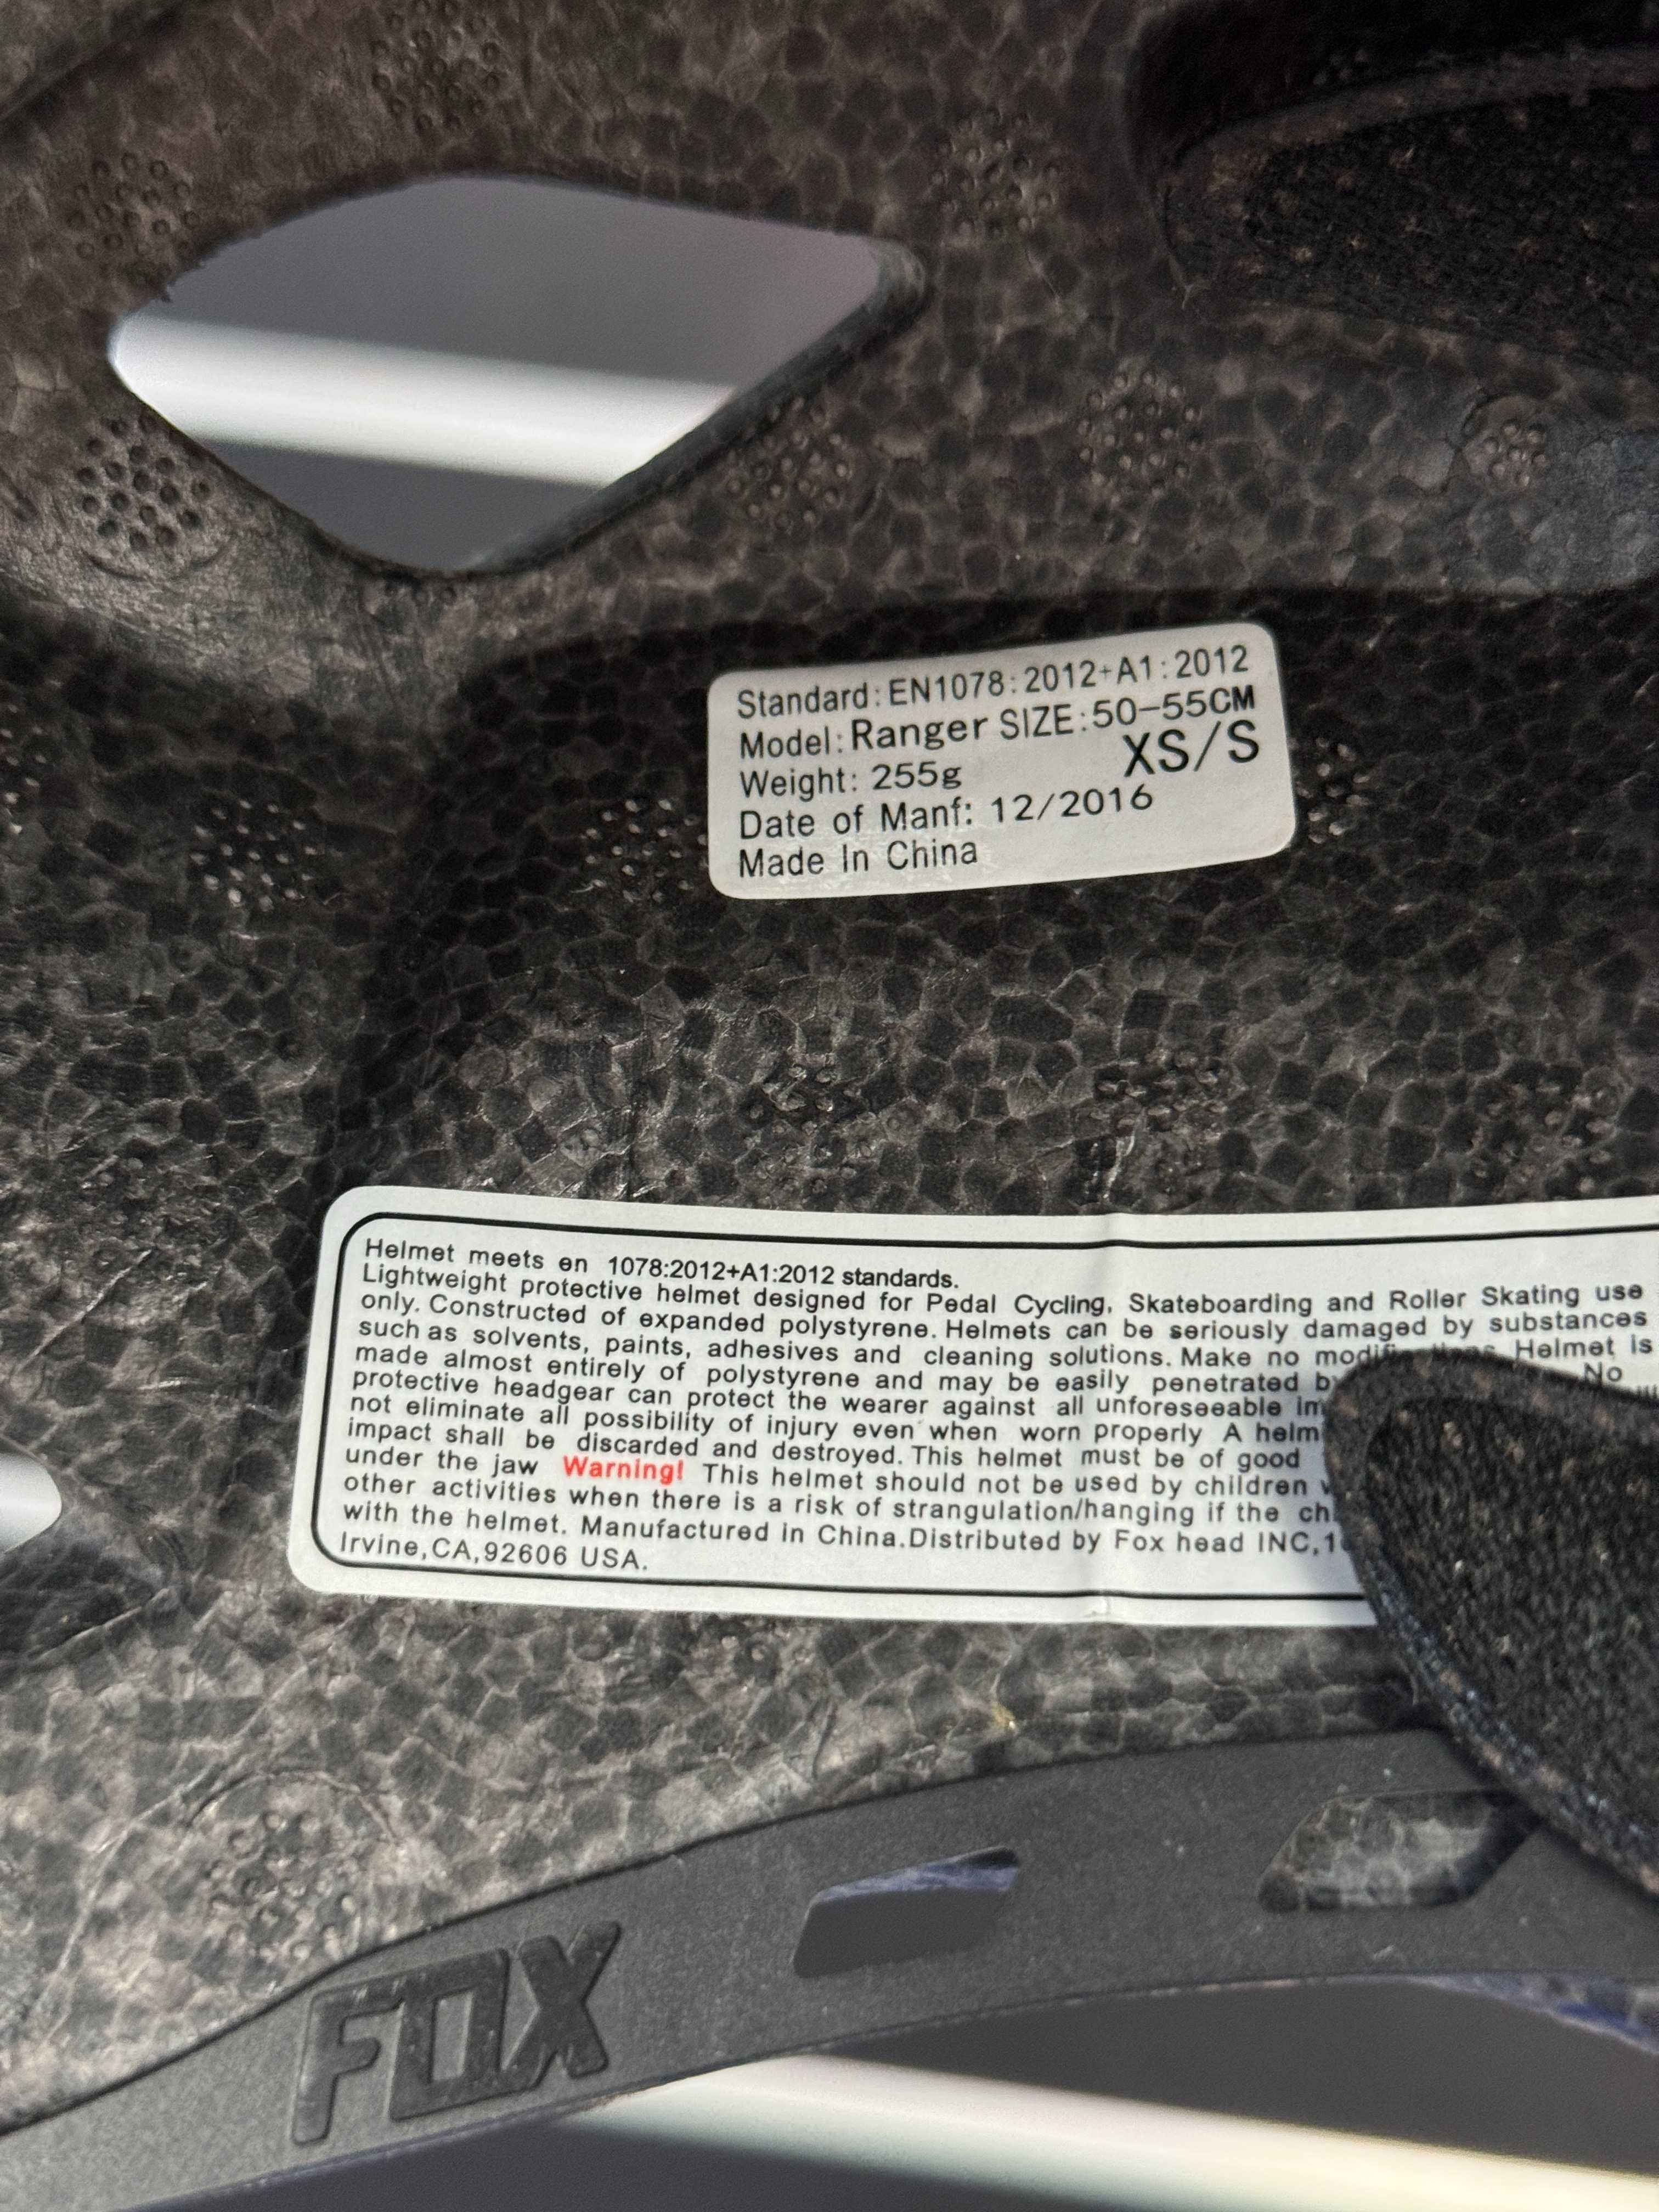 Standard: EN1078: 2012+A1: 2012
Model: Ranger SIZE: 50-55CM
XS/S
Weight: 255g
Date of Manf: 12/2016
Made In China
Helmet meets en 1078:2012+A1:2012 standards.
Lightweight protective helmet designed for Pedal Cycling, Skateboarding and Roller Skating use
only. Constructed of expanded polystyrene. Helmets can be seriously damaged by substances
such as solvents, paints, adhesives and cleaning solutions. Make no Helmet is
made almost entirely of polystyrene and may be easily penetrated No
protective headgear can protect the wearer against all unforeseeable
not eliminate all possibility of injury even when worn properly A
impact shall be discarded and destroyed. This helmet must be of good
under the jaw Warning! This helmet should not be used by children
other activities when there is a risk of strangulation/hanging if the
with the helmet. Manufactured in China.Distributed by Fox head INC,
Irvine,CA,92606 USA.
FOX